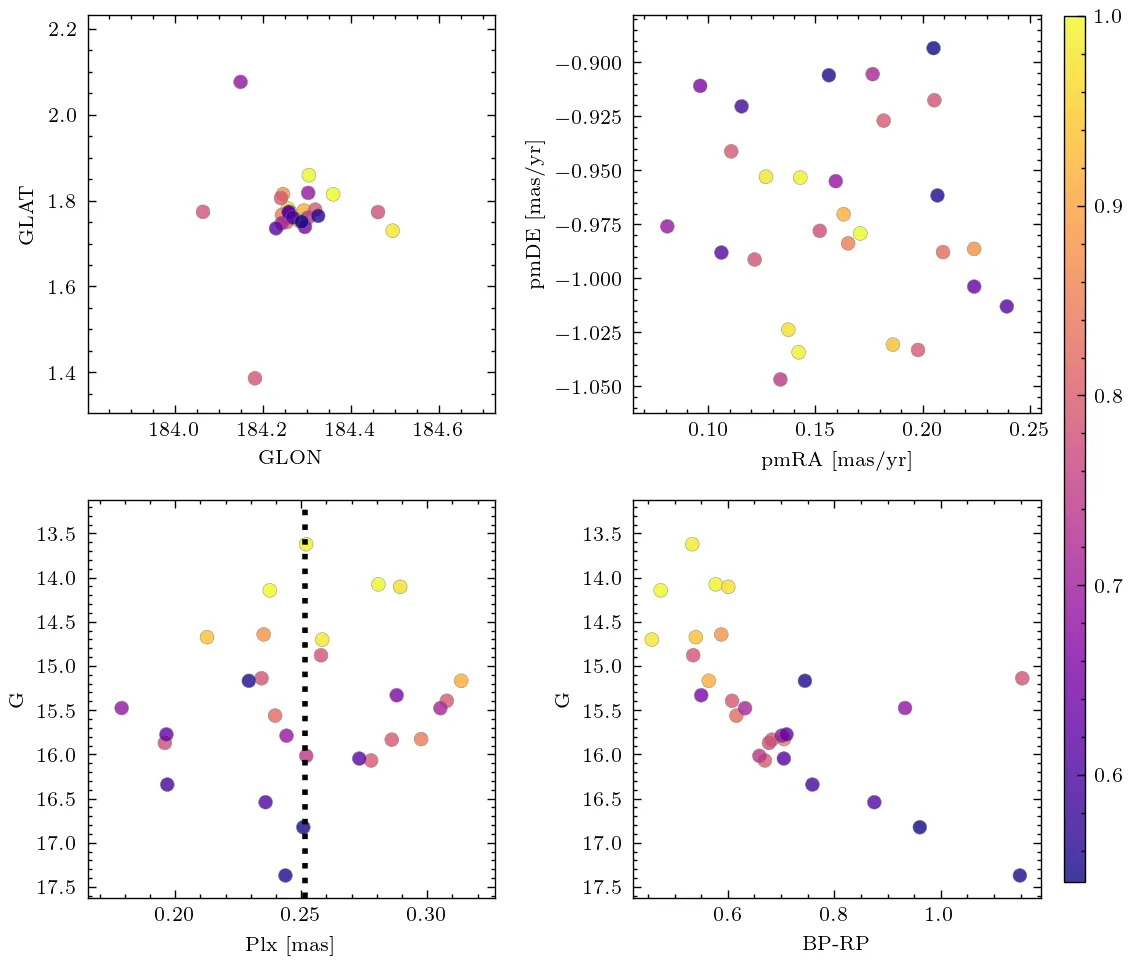 2.2
2.0
1.8
1.6
1.4
GLAT
184.0 184.2 184.4 184.6
GLON
−0.900
−0.925
−0.950
−0.975
−1.000
−1.025
−1.050
pmDE [mas/yr]
0.10 0.15 0.20 0.25
pmRA [mas/yr]
1.0
0.9
0.8
0.7
0.6
13.5
14.0
14.5
15.0
15.5
16.0
16.5
17.0
17.5
G
0.20 0.25 0.30
Plx [mas]
13.5
14.0
14.5
15.0
15.5
16.0
16.5
17.0
17.5
G
0.6 0.8 1.0
BP-RP